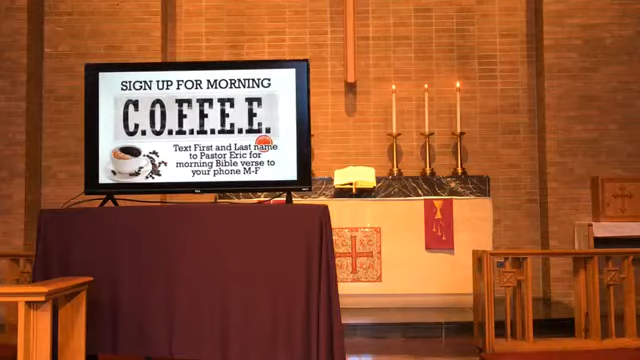 SIGN UP FOR MORNING
C.O.F.F.E.E.
Text First and Last name
to Pastor Eric for
morning Bible verse to
your phone M-F
TCL